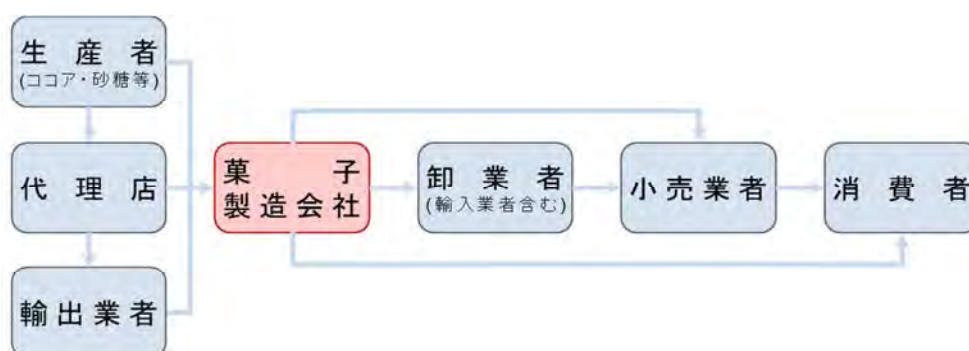 生産者
(ココア・砂糖等)
代理店
輸出業者
菓子
製造会社
卸業者
(輸入業者含む)
小売業者
消費者